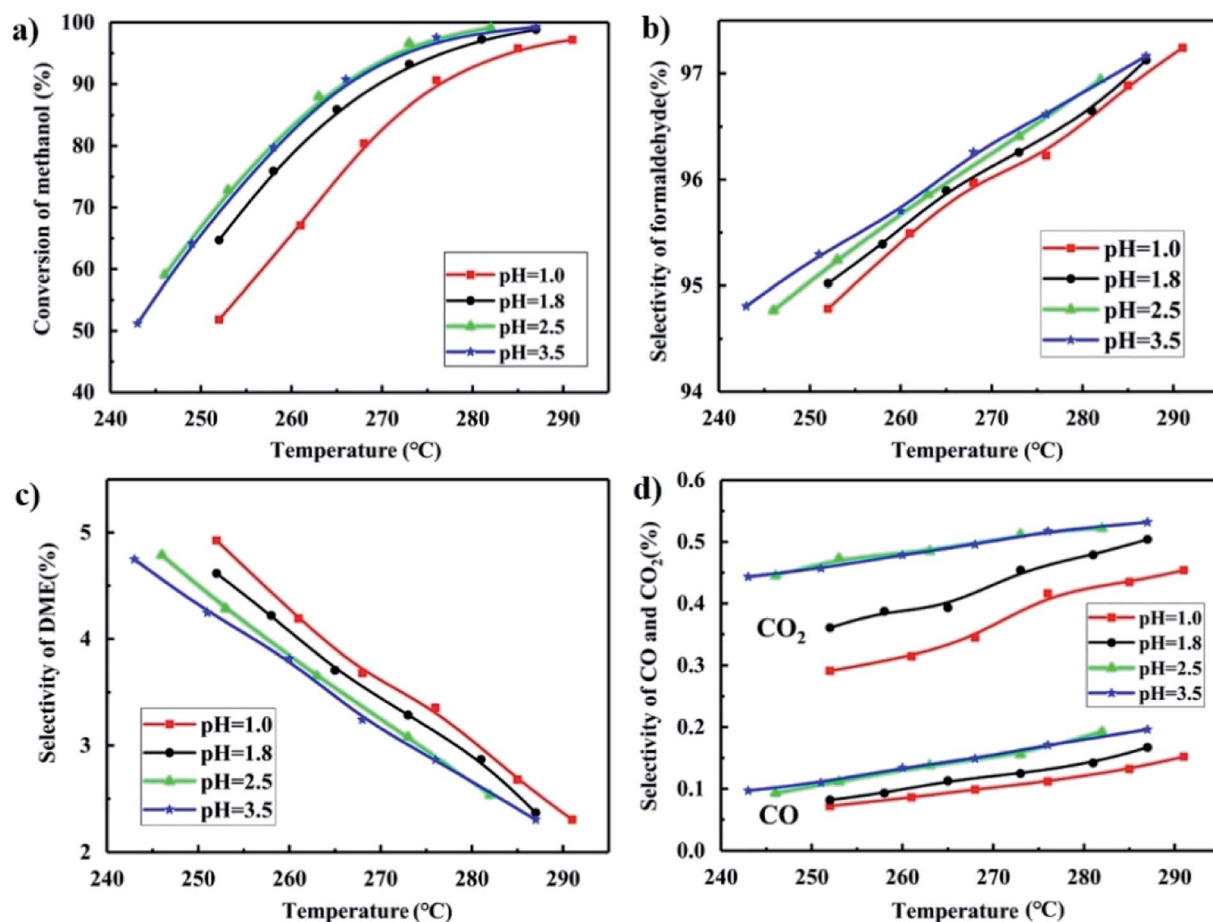 a)
Conversion of methanol (%)
100
90
80
70
60
50
40
240
250
260
270
280
290
Temperature (℃)
pH=1.0
pH=1.8
pH=2.5
pH=3.5
b)
Selectivity of formaldehyde(%)
97
96
95
94
240
250
260
270
280
290
Temperature (℃)
pH=1.0
pH=1.8
pH=2.5
pH=3.5
c)
Selectivity of DME(%)
5
4
3
2
240
250
260
270
280
290
Temperature (℃)
pH=1.0
pH=1.8
pH=2.5
pH=3.5
d)
Selectivity of CO and CO₂(%)
0.6
0.5
0.4
0.3
0.2
0.1
0.0
240
250
260
270
280
290
Temperature (℃)
CO₂
CO
pH=1.0
pH=1.8
pH=2.5
pH=3.5